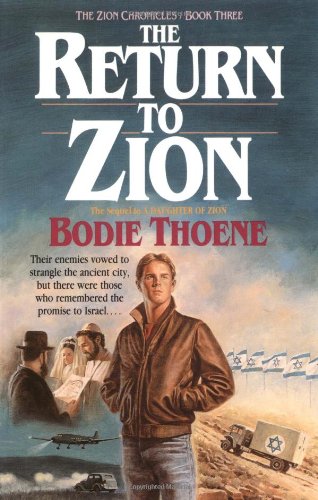 THE ZION CHRONICLES / BOOK THREE
THE
RETURN
TO
ZION
The Sequel to A DAUGHTER OF ZION
BODIE THOENE
Their enemies vowed to
strangle the ancient city,
but there were those
who remembered the
promise to Israel. . . .